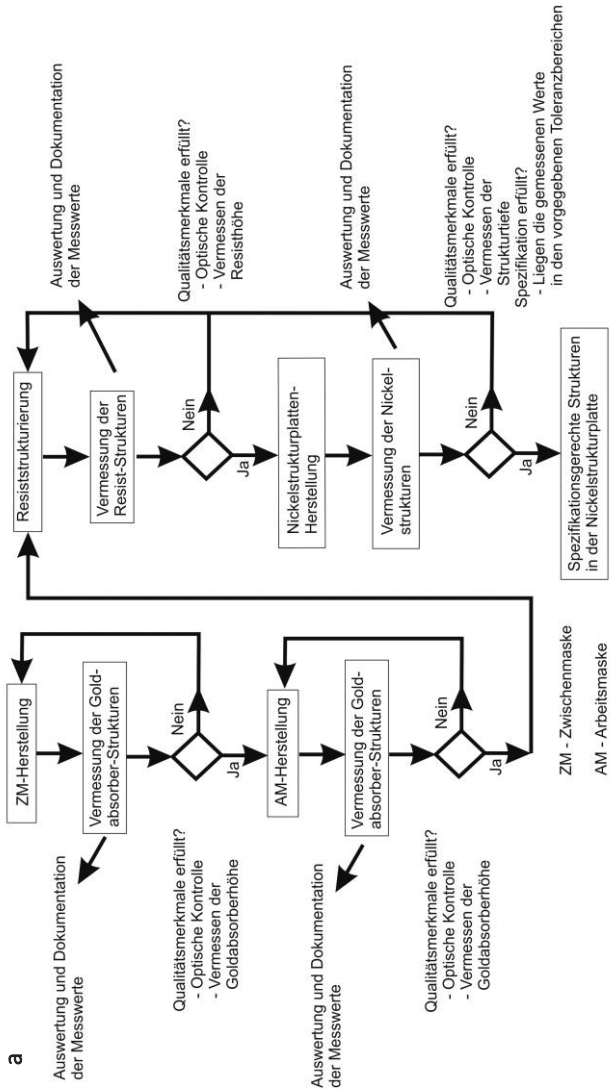 a
ZM-Herstellung
Vermessung der Gold-
absorber-Strukturen
Auswertung und Dokumentation
der Messwerte
Qualitätsmerkmale erfüllt?
- Optische Kontrolle
- Vermessen der
Goldabsorberhöhe
Nein
Ja
AM-Herstellung
Vermessung der Gold-
absorber-Strukturen
Auswertung und Dokumentation
der Messwerte
Qualitätsmerkmale erfüllt?
- Optische Kontrolle
- Vermessen der
Goldabsorberhöhe
Nein
Ja
ZM - Zwischenmaske
AM - Arbeitsmaske
Resiststrukturierung
Vermessung der
Resist-Strukturen
Auswertung und Dokumentation
der Messwerte
Qualitätsmerkmale erfüllt?
- Optische Kontrolle
- Vermessen der
Resisthöhe
Nein
Ja
Nickelstrukturplatten-
Herstellung
Vermessung der Nickel-
strukturen
Auswertung und Dokumentation
der Messwerte
Qualitätsmerkmale erfüllt?
- Optische Kontrolle
- Vermessen der
Strukturtiefe
Spezifikation erfüllt?
- Liegen die gemessenen Werte
in den vorgegebenen Toleranzbereichen
Nein
Ja
Spezifikationsgerechte Strukturen
in der Nickelstrukturplatte